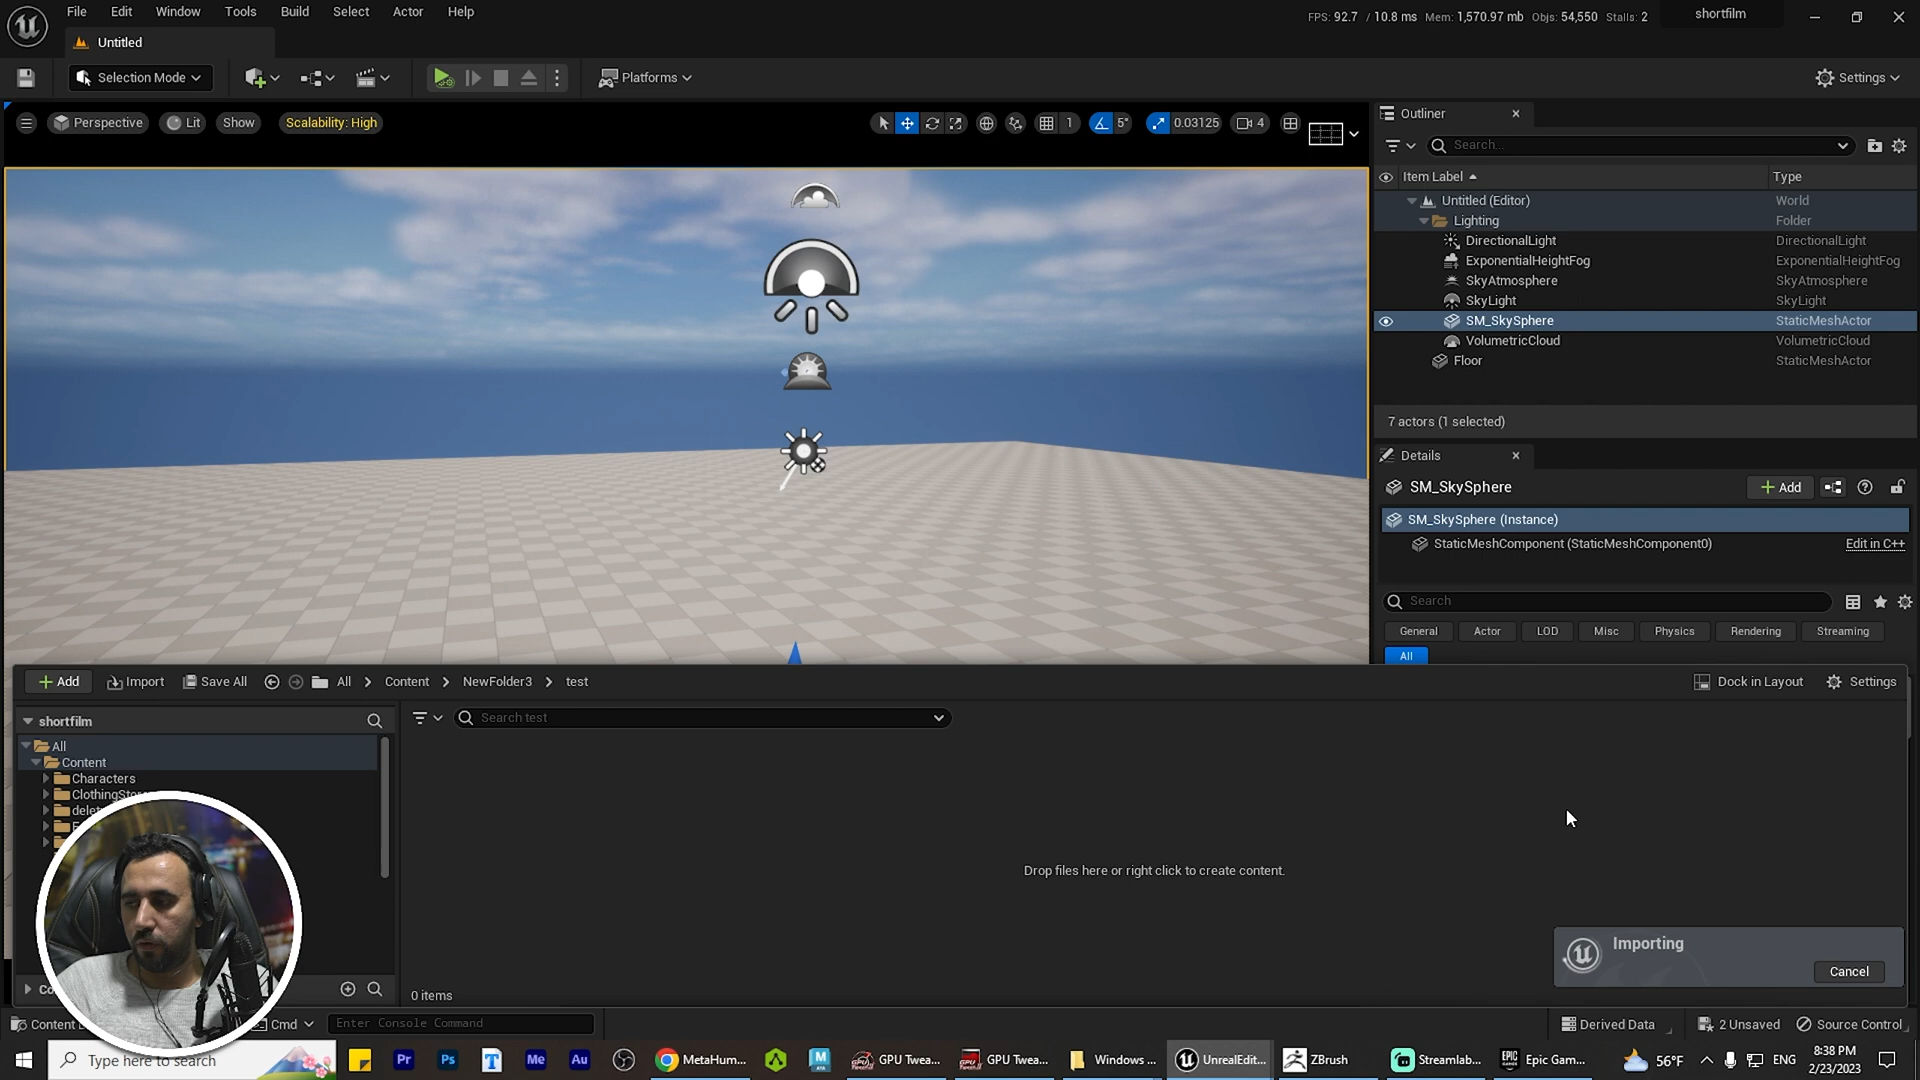 File Edit Window Tools Build Select Actor Help
FPS: 92.7 / 10.8 ms Mem: 1,570.97 mb Objs: 54,550 Stalls: 2
shortfilm
Untitled
Selection Mode
Platforms
Settings
Perspective
Lit
Show
Scalability: High
1
5°
0.03125
4
Outliner
Search...
Item Label
Type
Untitled (Editor) World
Lighting Folder
DirectionalLight DirectionalLight
ExponentialHeightFog ExponentialHeightFog
SkyAtmosphere SkyAtmosphere
SkyLight SkyLight
SM_SkySphere StaticMeshActor
VolumetricCloud VolumetricCloud
Floor StaticMeshActor
7 actors (1 selected)
Details
SM_SkySphere
Add
SM_SkySphere (Instance)
StaticMeshComponent (StaticMeshComponent0) Edit in C++
Search
General Actor LOD Misc Physics Rendering Streaming
All
Add Import Save All All Content NewFolder3 test
Dock in Layout Settings
shortfilm
Search test
All
Content
Characters
ClothingSto
delet
Drop files here or right click to create content.
Importing
Cancel
0 items
Content
Cmd
Enter Console Command
Derived Data
2 Unsaved
Source Control
Type here to search
Pr Ps T Me Au
MetaHum...
GPU Twea...
GPU Twea...
Windows ...
UnrealEdit...
ZBrush
Streamlab...
Epic Gam...
56°F
ENG
8:38 PM
2/23/2023